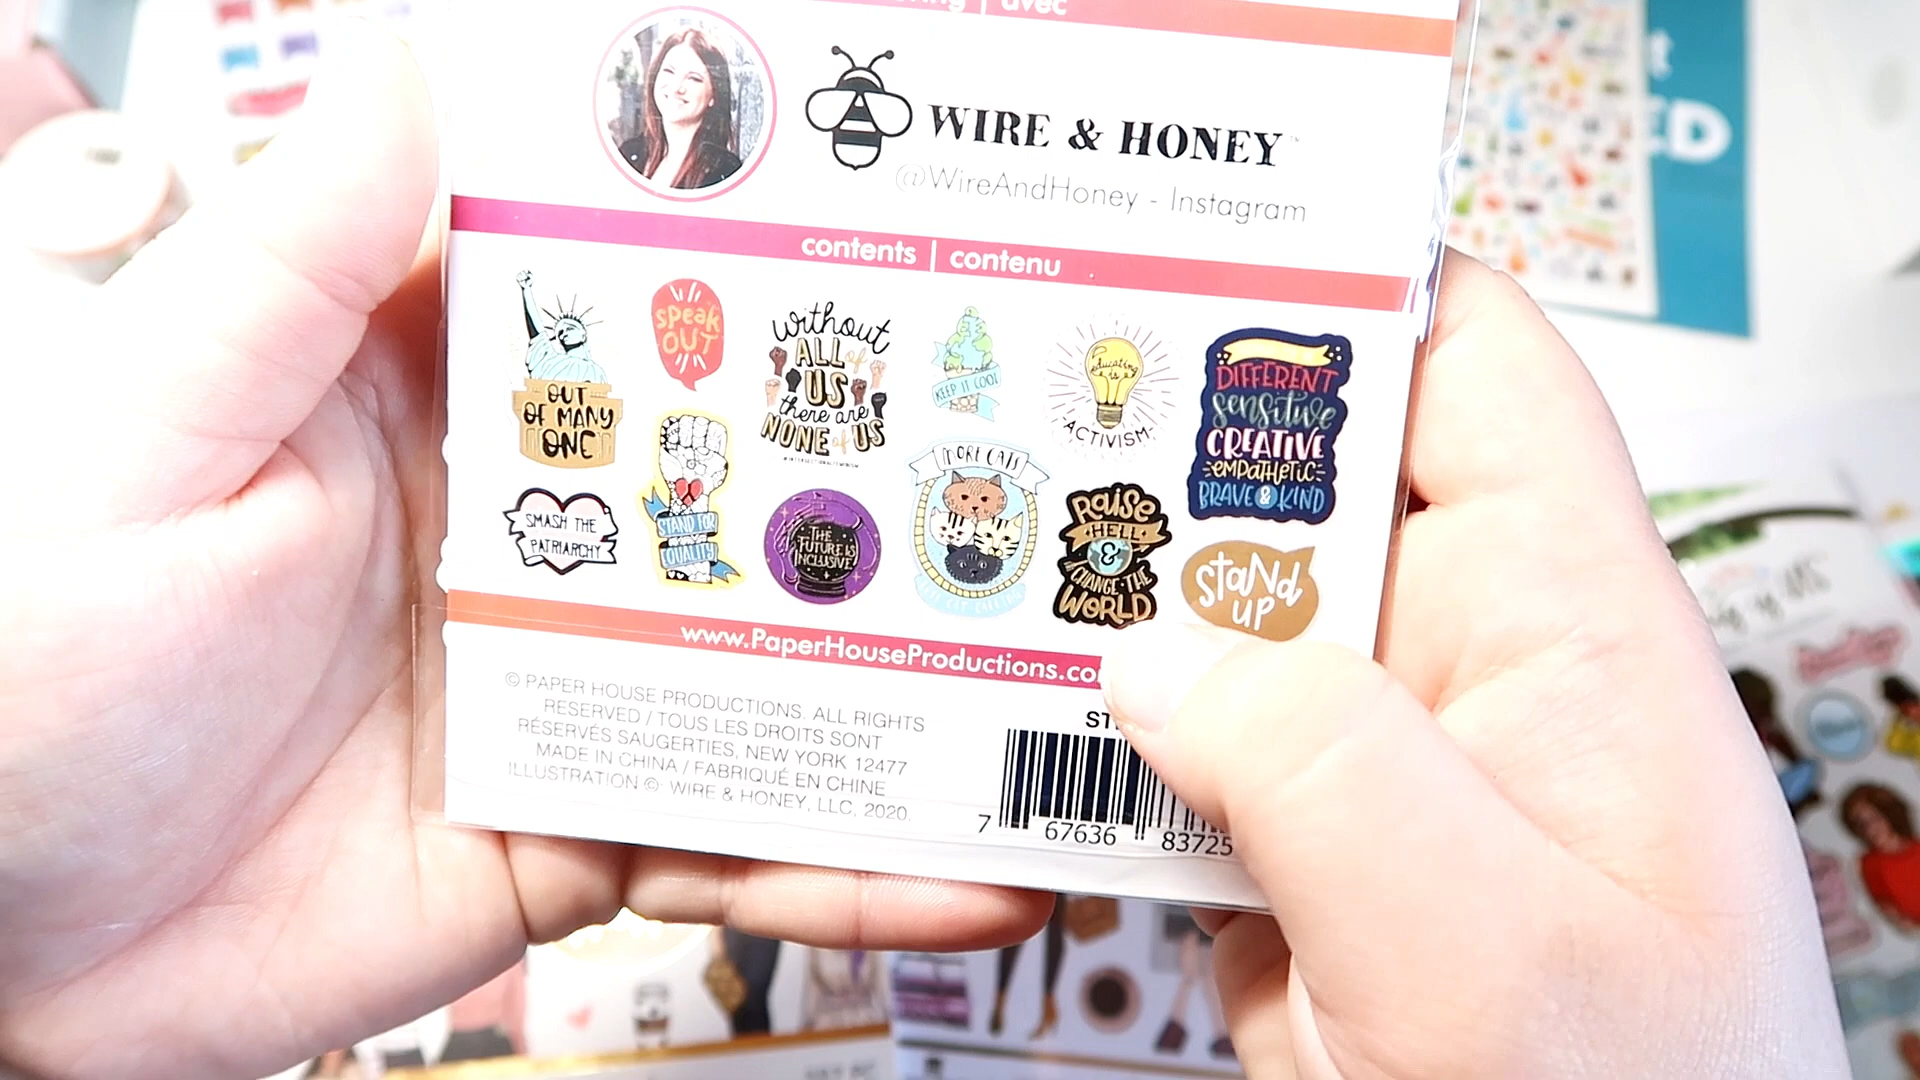 avec
WIRE & HONEY
@WireAndHoney - Instagram
contents | contenu
OUT
OF MANY
ONE
speak
OUT
without
ALL of
US
there are
NONE of US
KEEP IT COOL
educating
is
ACTIVISM
DIFFERENT
sensitive
CREATIVE
empathetic
BRAVE & KIND
SMASH THE
PATRIARCHY
STAND FOR
EQUALITY
THE
FUTURE IS
INCLUSIVE
MORE CATS
Raise
HELL
&
CHANGE THE
WORLD
StaNd
up
www.PaperHouseProductions.co
© PAPER HOUSE PRODUCTIONS. ALL RIGHTS
RESERVED / TOUS LES DROITS SONT
RÉSERVÉS SAUGERTIES, NEW YORK 12477
MADE IN CHINA / FABRIQUÉ EN CHINE
ILLUSTRATION © WIRE & HONEY, LLC, 2020.
ST
7 67636 83725
ED